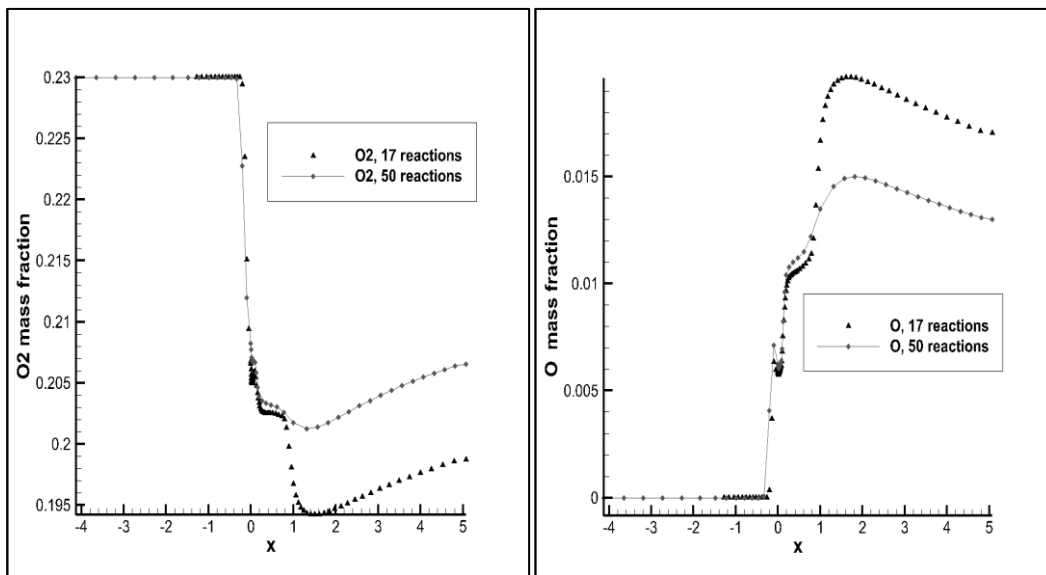 0.23
0.225
0.22
0.215
0.21
0.205
0.2
0.195
O2 mass fraction
O2, 17 reactions
O2, 50 reactions
-4 -3 -2 -1 0 1 2 3 4 5
X
0.015
0.01
0.005
0
O mass fraction
O, 17 reactions
O, 50 reactions
-4 -3 -2 -1 0 1 2 3 4 5
X